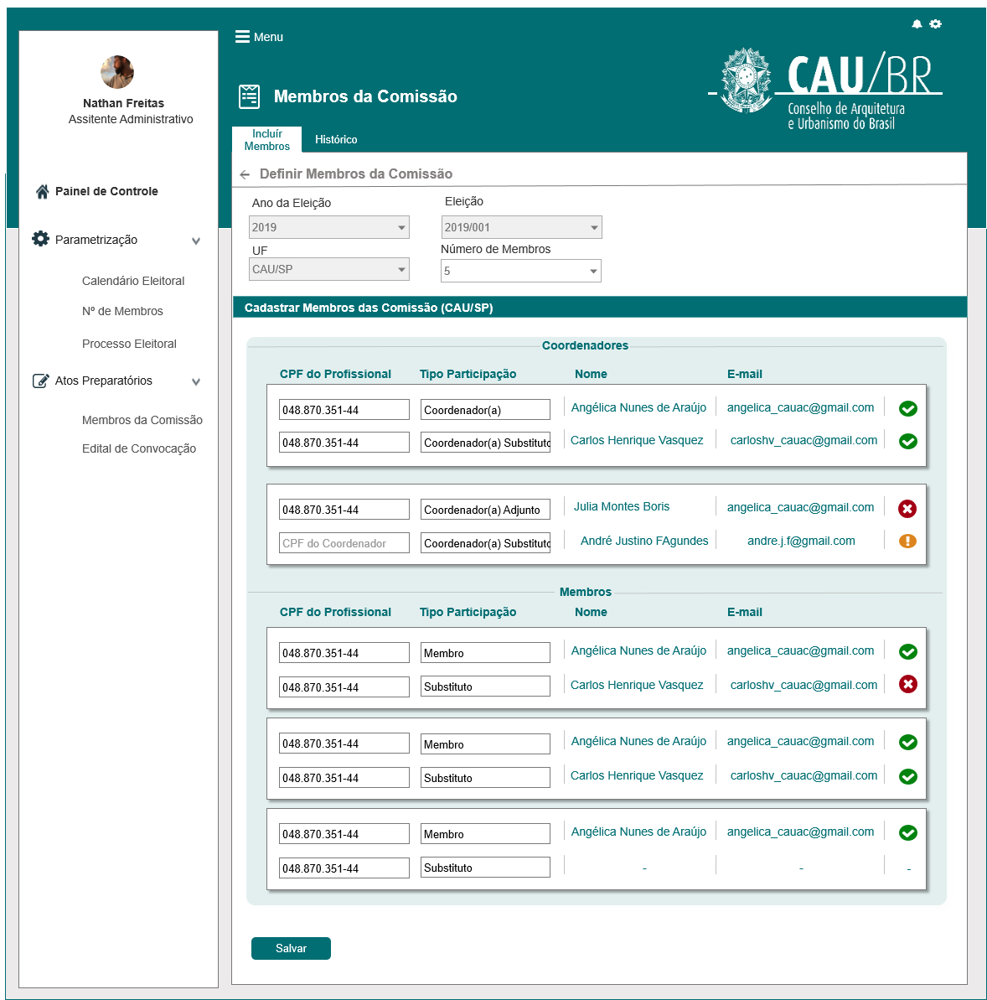 Menu
Nathan Freitas
Assitente Administrativo
Membros da Comissão
CAU/BR
Conselho de Arquitetura
e Urbanismo do Brasil
Incluír
Membros
Histórico
Painel de Controle
Parametrização
Calendário Eleitoral
Nº de Membros
Processo Eleitoral
Atos Preparatórios
Membros da Comissão
Edital de Convocação
Definir Membros da Comissão
Ano da Eleição
Eleição
2019
2019/001
UF
Número de Membros
CAU/SP
5
Cadastrar Membros das Comissão (CAU/SP)
Coordenadores
CPF do Profissional Tipo Participação Nome E-mail
048.870.351-44 Coordenador(a) Angélica Nunes de Araújo angelica_cauac@gmail.com
048.870.351-44 Coordenador(a) Substituto Carlos Henrique Vasquez carloshv_cauac@gmail.com
048.870.351-44 Coordenador(a) Adjunto Julia Montes Boris angelica_cauac@gmail.com
CPF do Coordenador Coordenador(a) Substituto André Justino FAgundes andre.j.f@gmail.com
Membros
CPF do Profissional Tipo Participação Nome E-mail
048.870.351-44 Membro Angélica Nunes de Araújo angelica_cauac@gmail.com
048.870.351-44 Substituto Carlos Henrique Vasquez carloshv_cauac@gmail.com
048.870.351-44 Membro Angélica Nunes de Araújo angelica_cauac@gmail.com
048.870.351-44 Substituto Carlos Henrique Vasquez carloshv_cauac@gmail.com
048.870.351-44 Membro Angélica Nunes de Araújo angelica_cauac@gmail.com
048.870.351-44 Substituto - - -
Salvar